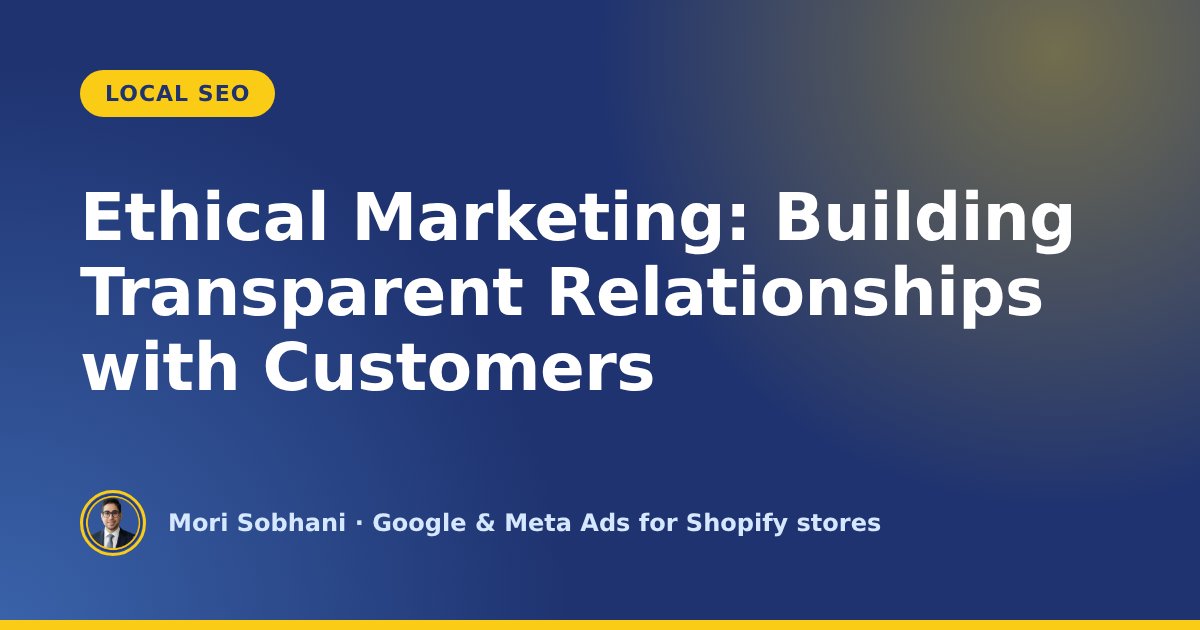 LOCAL SEO
Ethical Marketing: Building
Transparent Relationships
with Customers
Mori Sobhani · Google & Meta Ads for Shopify stores